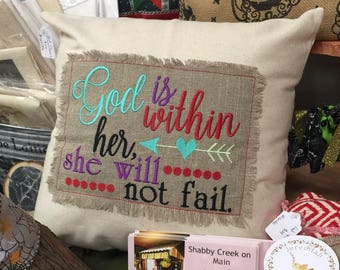 God is
within
her,
she will
not fail.
Shabby Creek on
Main